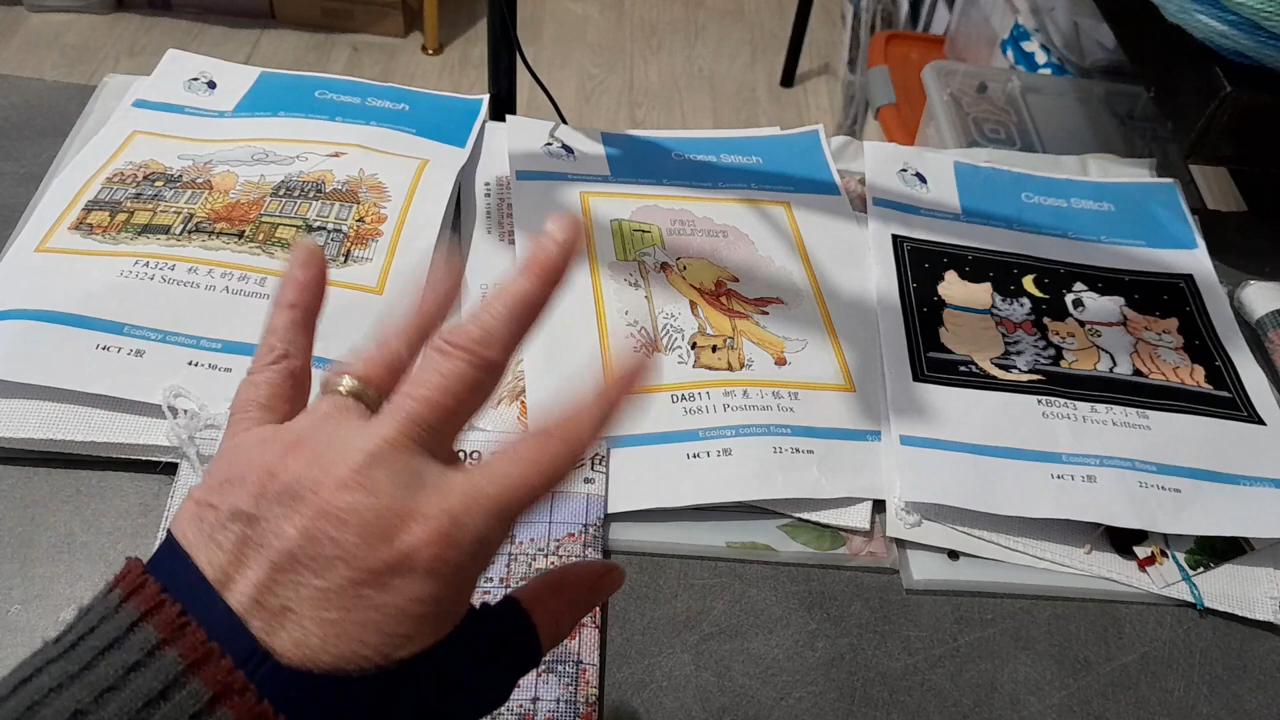 Cross Stitch
FA324 秋天的街道
32324 Streets in Autumn
Ecology cotton floss
14CT 2股
44×30cm
36811 Postman fox
Cross Stitch
FOX
DELIVERY
DA811 邮差小狐狸
36811 Postman fox
Ecology cotton floss
14CT 2股 22×28cm
Cross Stitch
KB043 五只小猫
65043 Five kittens
Ecology cotton floss
14CT 2股 22×16cm